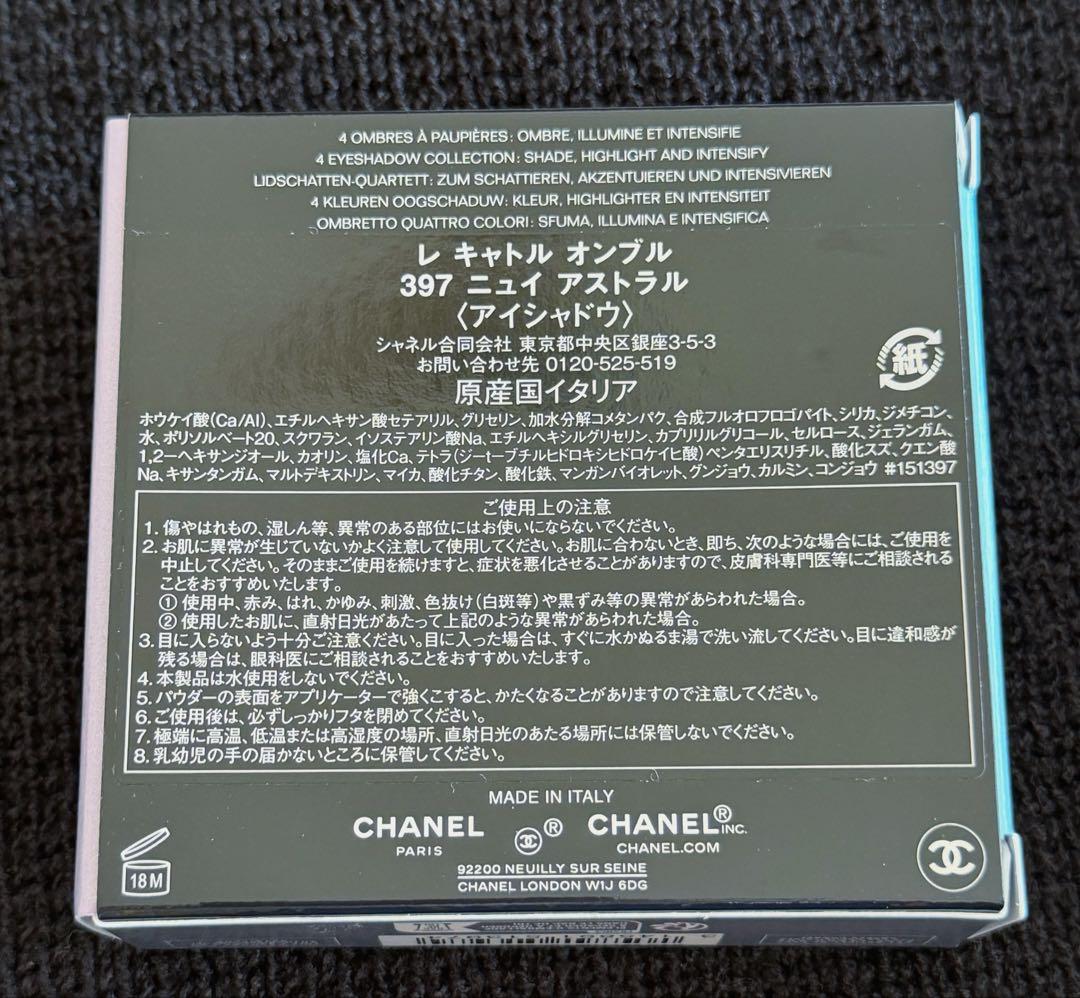 4 OMBRES À PAUPIÈRES : OMBRE, ILLUMINE ET INTENSIFIE
4 EYESHADOW COLLECTION : SHADE, HIGHLIGHT AND INTENSIFY
LIDSCHATTEN-QUARTETT : ZUM SCHATTIEREN, AKZENTUIEREN UND INTENSIVIEREN
4 KLEUREN OOGSCHADUW : KLEUR, HIGHLIGHTER EN INTENSITEIT
OMBRETTO QUATTRO COLORI : SFUMA, ILLUMINA E INTENSIFICA
レ キャトル オンブル
397 ニュイ アストラル
〈アイシャドウ〉
シャネル合同会社 東京都中央区銀座3-5-3
お問い合わせ先 0120-525-519
原産国イタリア
紙
ホウケイ酸(Ca/Al)、エチルヘキサン酸セテアリル、グリセリン、加水分解コメタンパク、合成フルオロフロゴパイト、シリカ、ジメチコン、
水、ポリソルベート20、スクワラン、イソステアリン酸Na、エチルヘキシルグリセリン、カプリリルグリコール、セルロース、ジェランガム、
1,2-ヘキサンジオール、カオリン、塩化Ca、テトラ(ジ-t-ブチルヒドロキシヒドロケイヒ酸)ペンタエリスリチル、酸化スズ、クエン酸
Na、キサンタンガム、マルトデキストリン、マイカ、酸化チタン、酸化鉄、マンガンバイオレット、グンジョウ、カルミン、コンジョウ #151397
ご使用上の注意
1. 傷やはれもの、湿しん等、異常のある部位にはお使いにならないでください。
2. お肌に異常が生じていないかよく注意して使用してください。お肌に合わないとき、即ち、次のような場合には、ご使用を
中止してください。そのままご使用を続けますと、症状を悪化させることがありますので、皮膚科専門医等にご相談される
ことをおすすめいたします。
① 使用中、赤み、はれ、かゆみ、刺激、色抜け(白斑等)や黒ずみ等の異常があらわれた場合。
② 使用したお肌に、直射日光があたって上記のような異常があらわれた場合。
3. 目に入らないよう十分ご注意ください。目に入った場合は、すぐに水かぬるま湯で洗い流してください。目に違和感が
残る場合は、眼科医にご相談されることをおすすめいたします。
4. 本製品は水使用をしないでください。
5. パウダーの表面をアプリケーターで強くこすると、かたくなることがありますので注意してください。
6. ご使用後は、必ずしっかりフタを閉めてください。
7. 極端に高温、低温または高湿度の場所、直射日光のあたる場所には保管しないでください。
8. 乳幼児の手の届かないところに保管してください。
MADE IN ITALY
CHANEL ® CHANEL® INC.
PARIS CHANEL.COM
92200 NEUILLY SUR SEINE
CHANEL LONDON W1J 6DG
18M